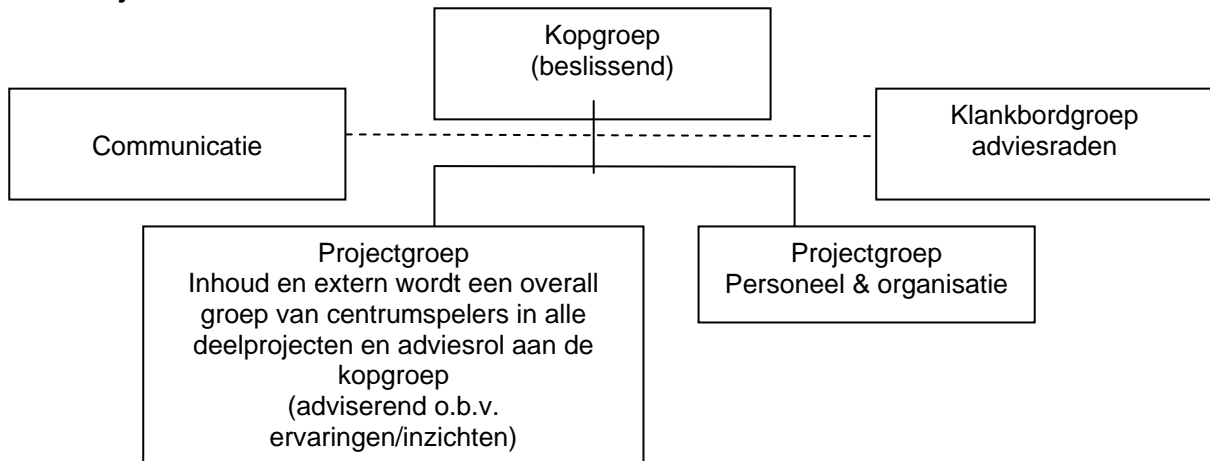 Kopgroep
(beslissend)
Communicatie
Klankbordgroep
adviesraden
Projectgroep
Inhoud en extern wordt een overall
groep van centrumspelers in alle
deelprojecten en adviesrol aan de
kopgroep
(adviserend o.b.v.
ervaringen/inzichten)
Projectgroep
Personeel & organisatie